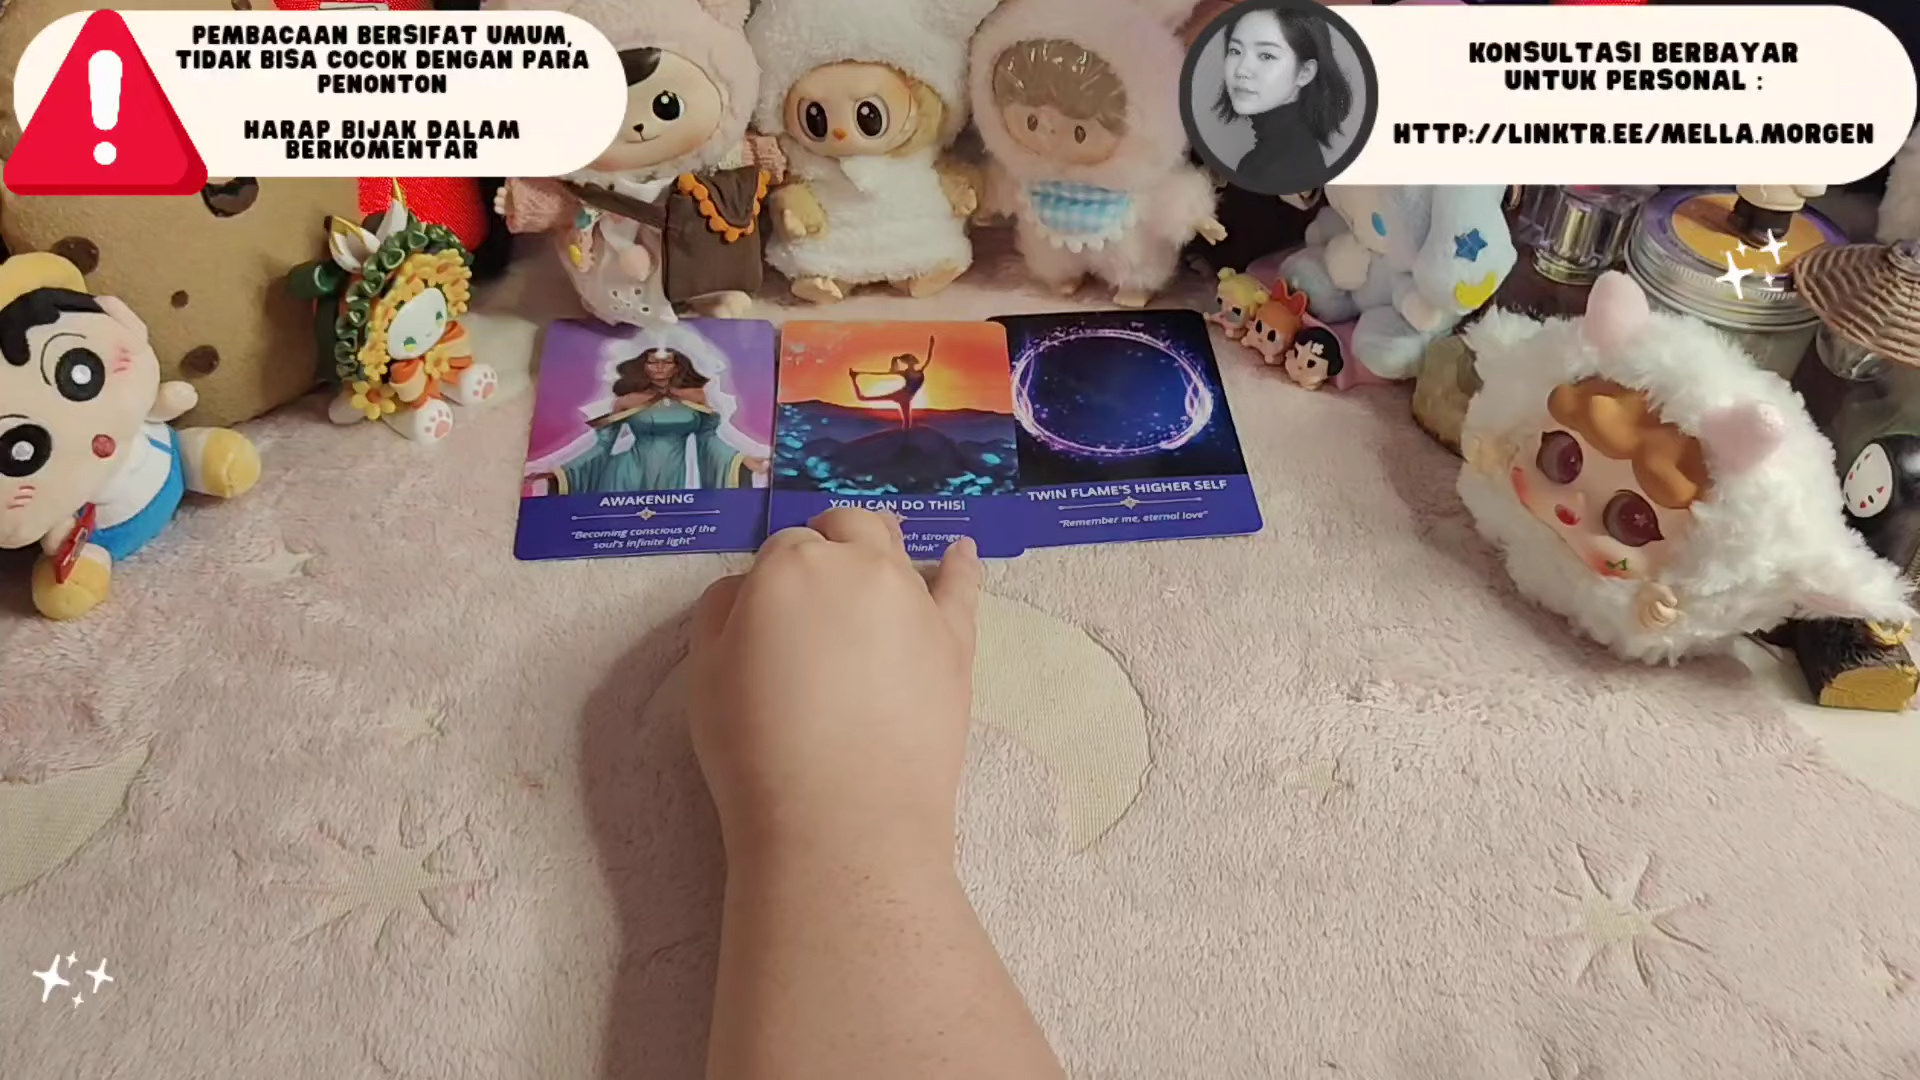 PEMBACAAN BERSIFAT UMUM,
TIDAK BISA COCOK DENGAN PARA
PENONTON
HARAP BIJAK DALAM
BERKOMENTAR
KONSULTASI BERBAYAR
UNTUK PERSONAL :
HTTP://LINKTR.EE/MELLA.MORGEN
AWAKENING
"Becoming conscious of the
soul's infinite light"
YOU CAN DO THIS!
stronger
think"
TWIN FLAME'S HIGHER SELF
"Remember me, eternal love"